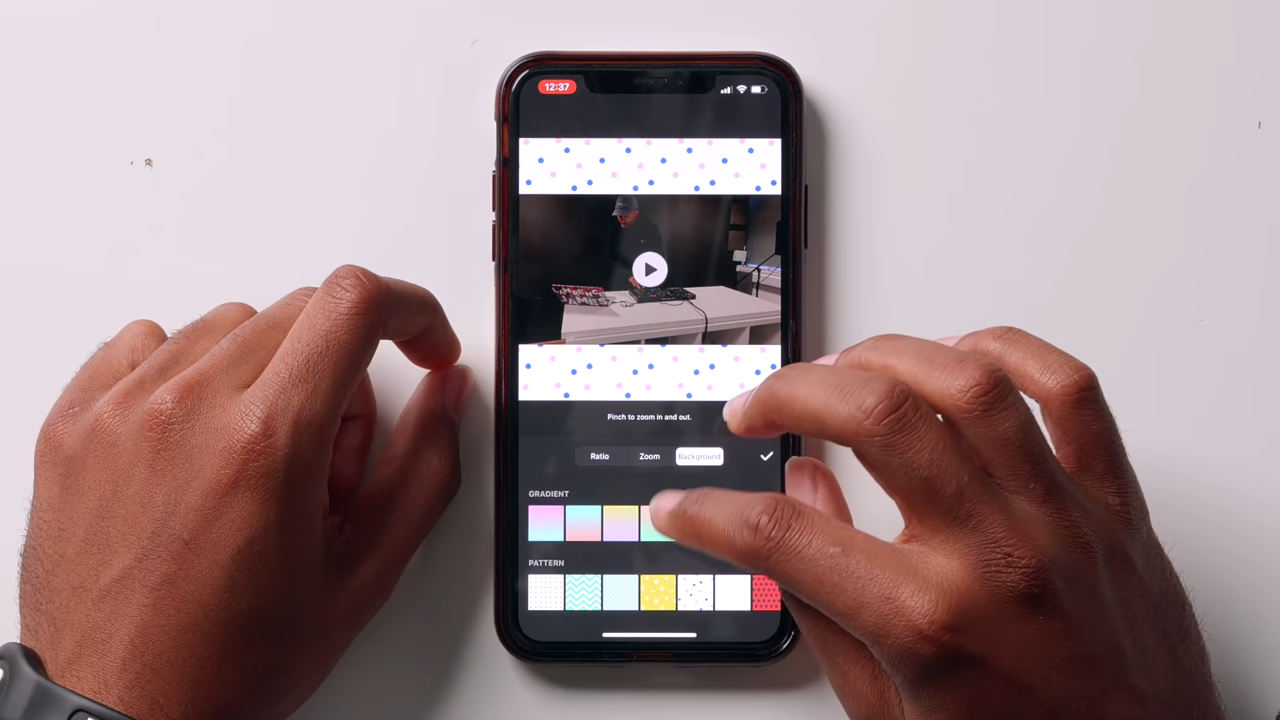 12:37
Pinch to zoom in and out.
Ratio Zoom Background
GRADIENT
PATTERN